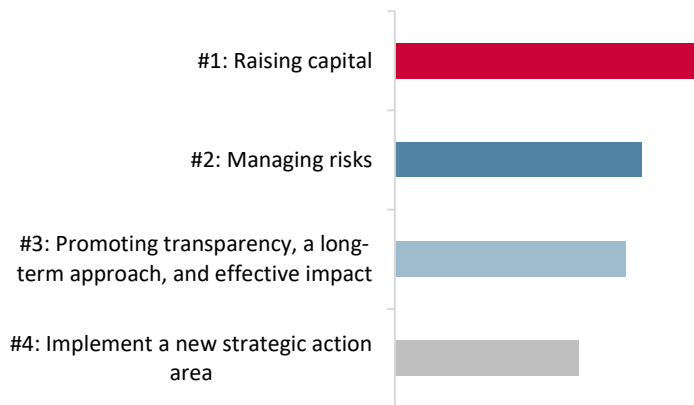 #1: Raising capital
#2: Managing risks
#3: Promoting transparency, a long-
term approach, and effective impact
#4: Implement a new strategic action
area